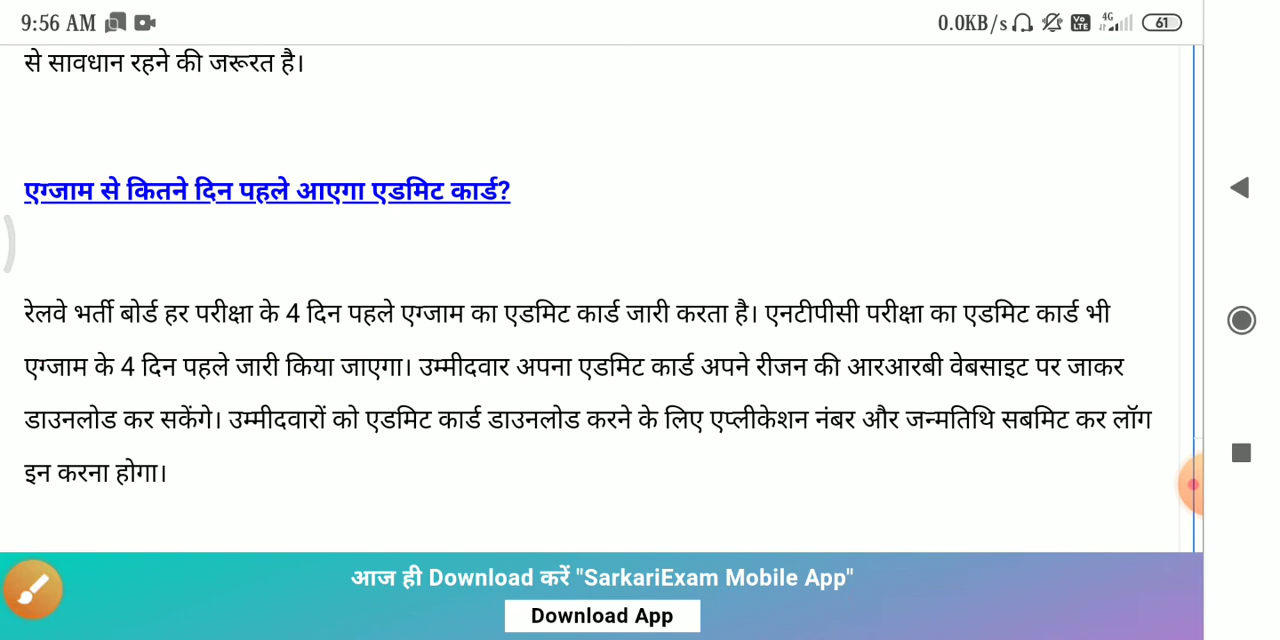 9:56 AM 0.0KB/s VO LTE 4G 61
से सावधान रहने की जरूरत है।
एग्जाम से कितने दिन पहले आएगा एडमिट कार्ड?
रेलवे भर्ती बोर्ड हर परीक्षा के 4 दिन पहले एग्जाम का एडमिट कार्ड जारी करता है। एनटीपीसी परीक्षा का एडमिट कार्ड भी
एग्जाम के 4 दिन पहले जारी किया जाएगा। उम्मीदवार अपना एडमिट कार्ड अपने रीजन की आरआरबी वेबसाइट पर जाकर
डाउनलोड कर सकेंगे। उम्मीदवारों को एडमिट कार्ड डाउनलोड करने के लिए एप्लीकेशन नंबर और जन्मतिथि सबमिट कर लॉग
इन करना होगा।
आज ही Download करें "SarkariExam Mobile App"
Download App